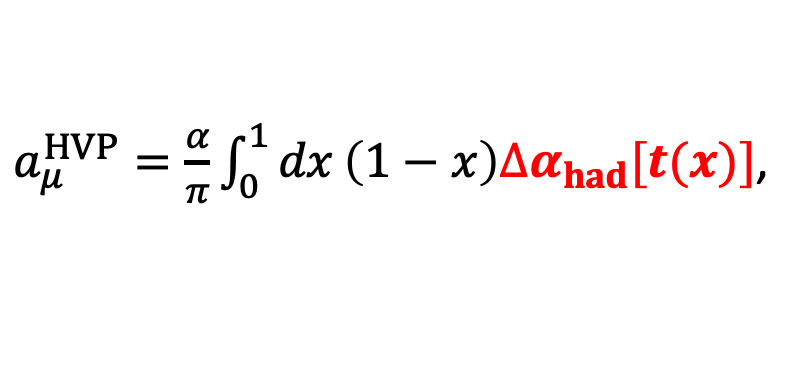 a_μ^HVP = α/π ∫_0^1 dx (1 − x)Δα_had[t(x)],